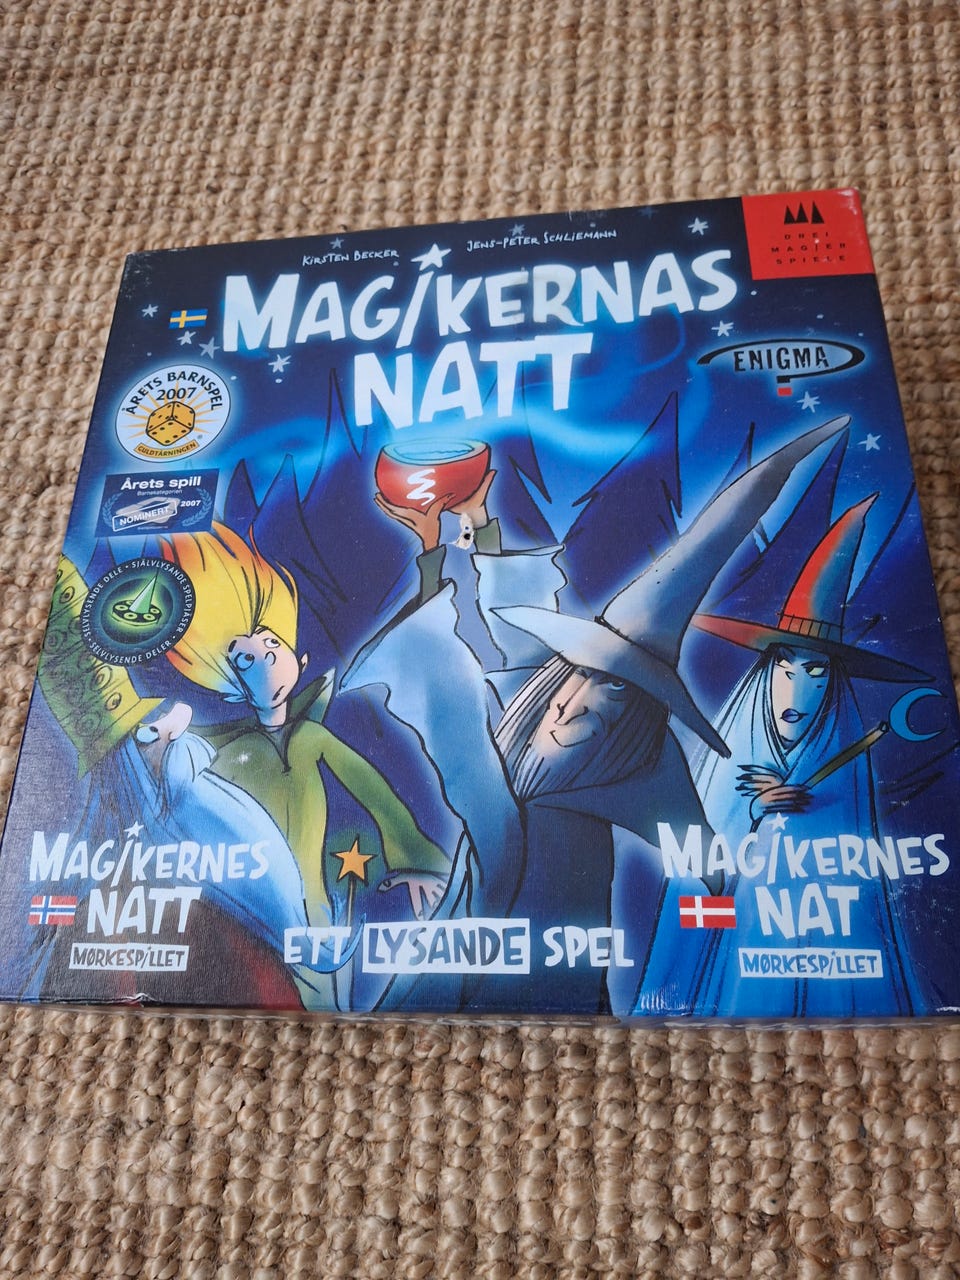 KIRSTEN BECKER
JENS-PETER SCHLIEMANN
MAGIKERNAS
NATT
DREI
MAGIER
SPIELE
ENIGMA
ÅRETS BARNSPEL
2007
GULDTÄRNINGEN
Årets spill
Barnekategorien
2007
NOMINERT
SELVLYSENDE DELE • SJÄLVLYSANDE SPELPJÄSER • SELVLYSENDE DELER •
MAGIKERNES
NATT
MØRKESPILLET
ETT LYSANDE SPEL
MAGIKERNES
NAT
MØRKESPILLET